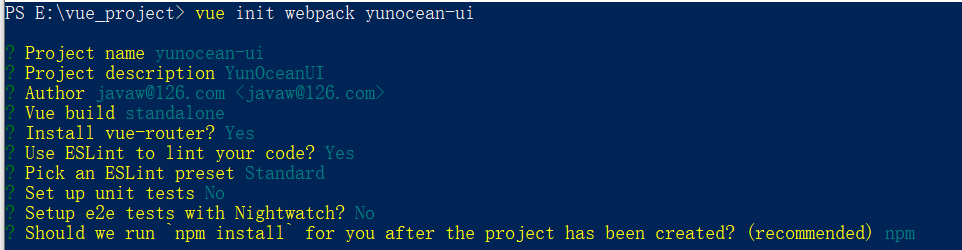 PS E:\vue_project> vue init webpack yunocean-ui
? Project name yunocean-ui
? Project description YunOceanUI
? Author javaw@126.com <javaw@126.com>
? Vue build standalone
? Install vue-router? Yes
? Use ESLint to lint your code? Yes
? Pick an ESLint preset Standard
? Set up unit tests No
? Setup e2e tests with Nightwatch? No
? Should we run `npm install` for you after the project has been created? (recommended) npm